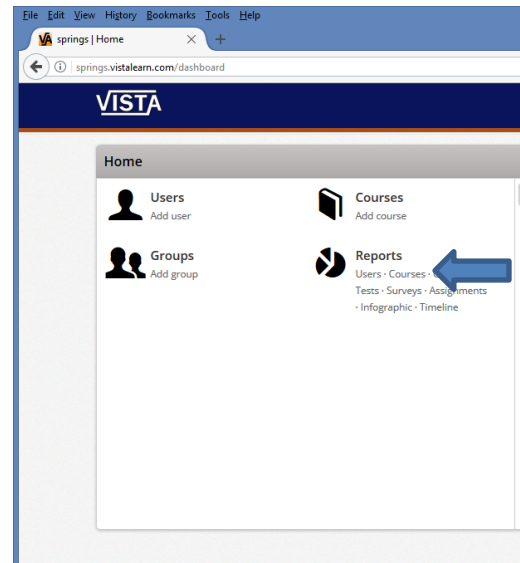 File Edit View History Bookmarks Tools Help
VA springs | Home × +
springs.vistalearn.com/dashboard
VISTA
Home
Users
Add user
Courses
Add course
Groups
Add group
Reports
Users · Courses ·
Tests · Surveys · Assignments
· Infographic · Timeline